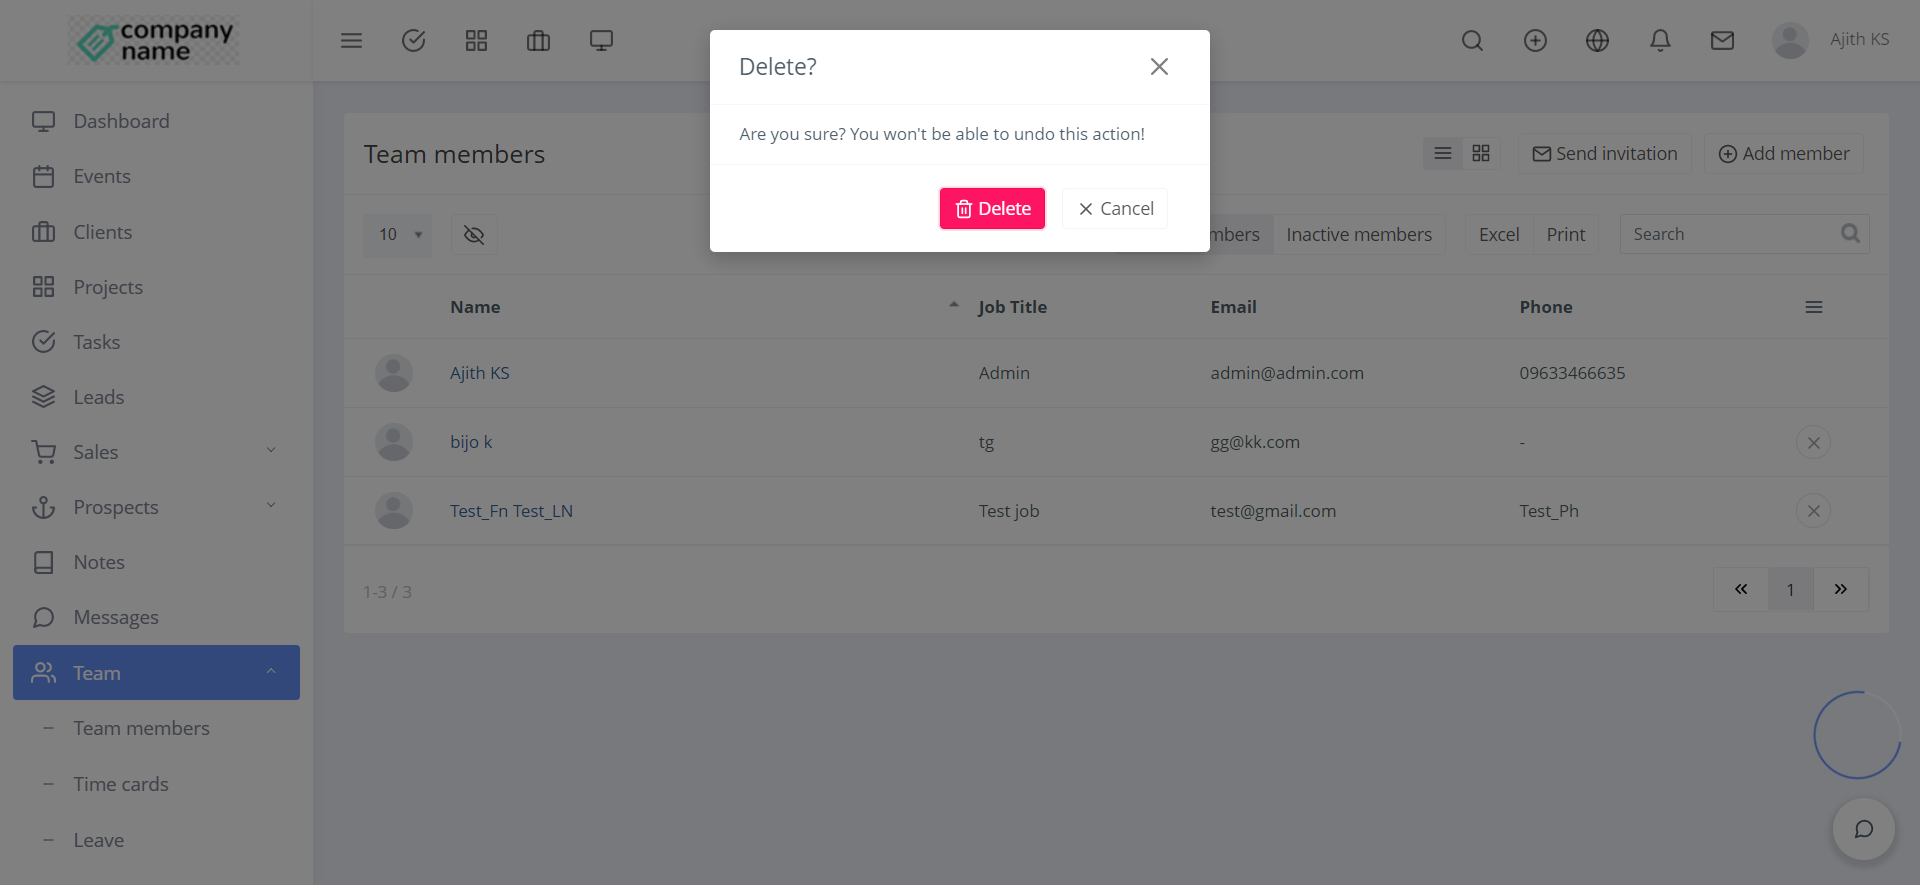 company
name
Ajith KS
Delete?
Are you sure? You won't be able to undo this action!
Delete
Cancel
Dashboard
Events
Clients
Projects
Tasks
Leads
Sales
Prospects
Notes
Messages
Team
Team members
Time cards
Leave
Team members
Send invitation
Add member
10
Inactive members
Excel
Print
Search
Name Job Title Email Phone
Ajith KS Admin admin@admin.com 09633466635
bijo k tg gg@kk.com -
Test_Fn Test_LN Test job test@gmail.com Test_Ph
1-3 / 3
1